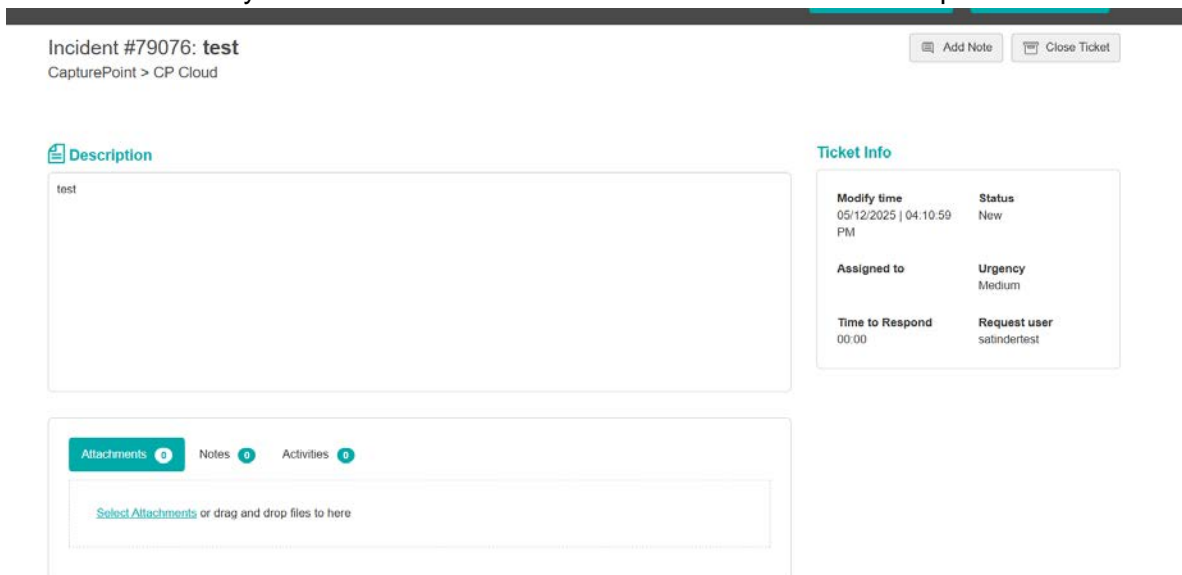 Incident #79076: test
Add Note
Close Ticket
CapturePoint > CP Cloud
Description
test
Ticket Info
Modify time
05/12/2025 | 04:10:59
PM
Status
New
Assigned to
Urgency
Medium
Time to Respond
00:00
Request user
satindertest
Attachments 0
Notes 0
Activities 0
Select Attachments or drag and drop files to here